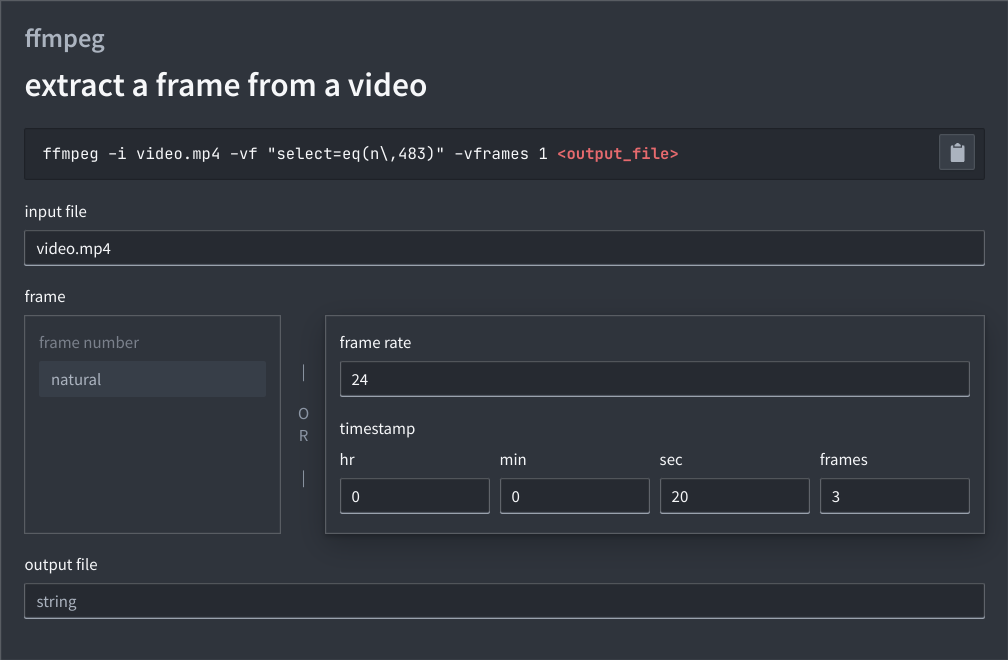 ffmpeg
extract a frame from a video
ffmpeg -i video.mp4 -vf "select=eq(n\,483)" -vframes 1 <output_file>
input file
video.mp4
frame
frame number
natural
| OR |
frame rate
24
timestamp
hr min sec frames
0 0 20 3
output file
string